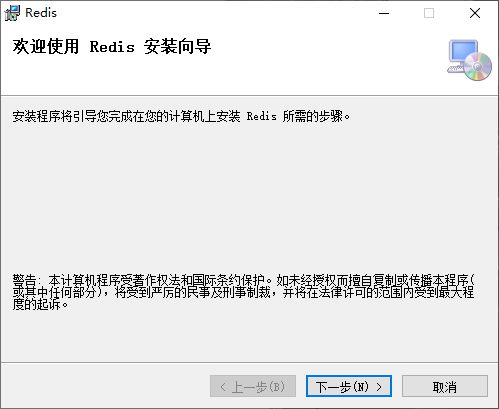 Redis
欢迎使用 Redis 安装向导
安装程序将引导您完成在您的计算机上安装 Redis 所需的步骤。
警告: 本计算机程序受著作权法和国际条约保护。如未经授权而擅自复制或传播本程序(
或其中任何部分)，将受到严厉的民事及刑事制裁，并将在法律许可的范围内受到最大程
度的起诉。
< 上一步(B)
下一步(N) >
取消